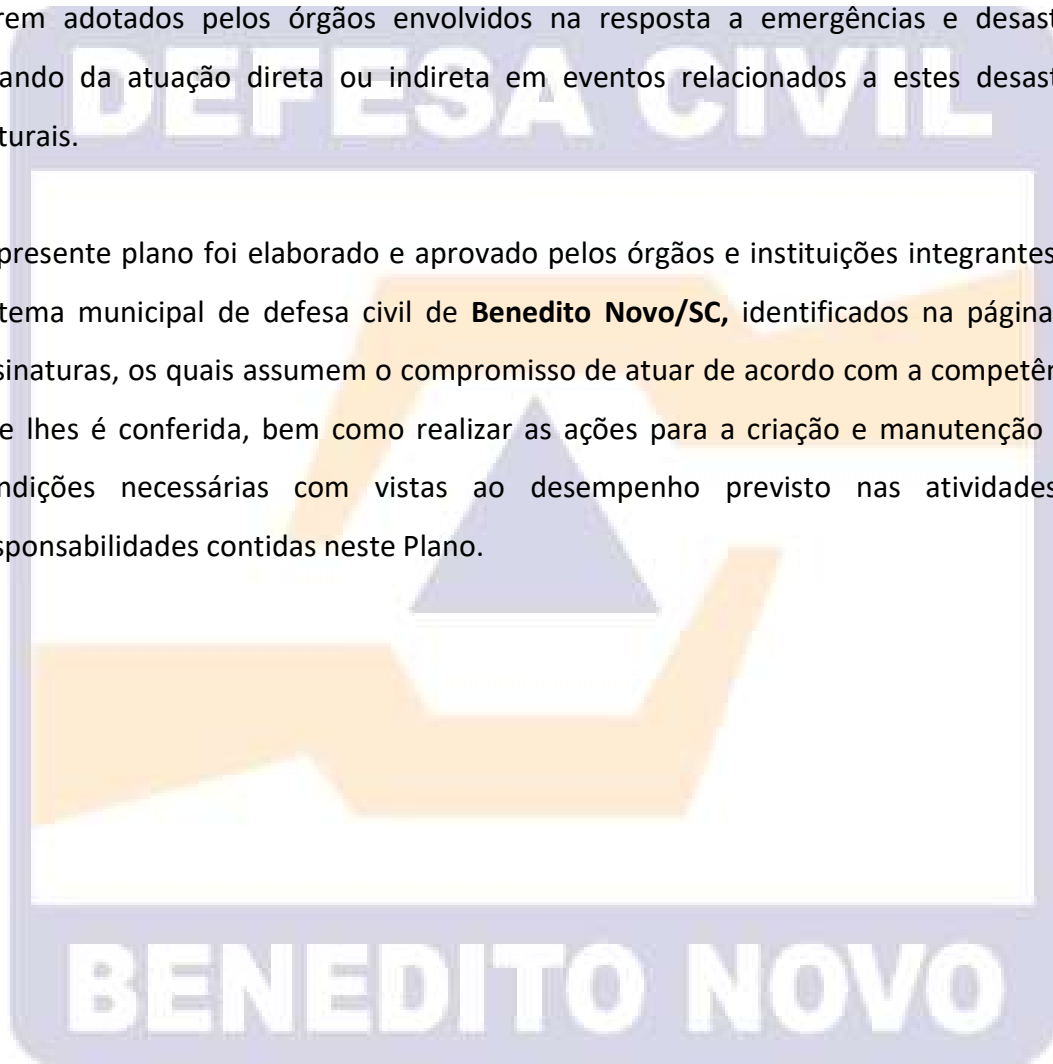 rem adotados pelos órgãos envolvidos na resposta a emergências e desast
ando da atuação direta ou indireta em eventos relacionados a estes desast
turais.
DEFESA CIVIL
presente plano foi elaborado e aprovado pelos órgãos e instituições integrantes
tema municipal de defesa civil de Benedito Novo/SC, identificados na página
sinaturas, os quais assumem o compromisso de atuar de acordo com a competên
e lhes é conferida, bem como realizar as ações para a criação e manutenção
ndições necessárias com vistas ao desempenho previsto nas atividades
sponsabilidades contidas neste Plano.
BENEDITO NOVO